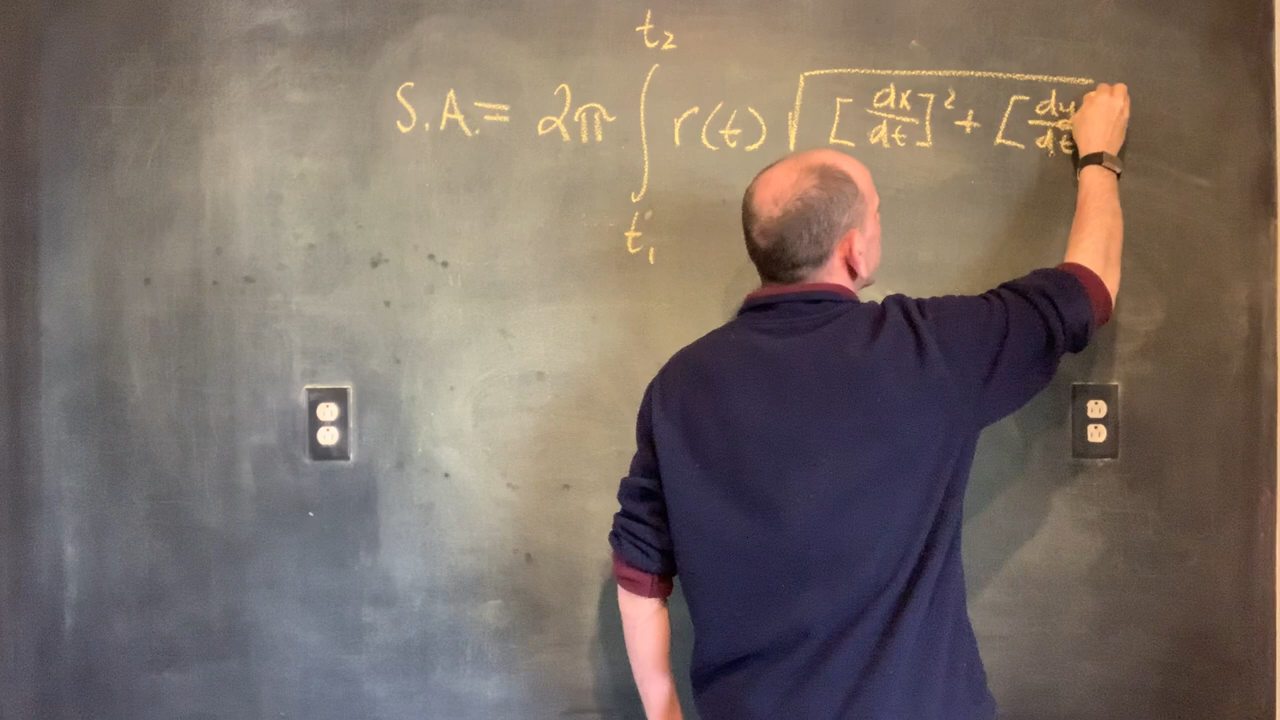 S.A.= 2π ∫_{t₁}^{t₂} r(t) √([dx/dt]² + [dy/dt